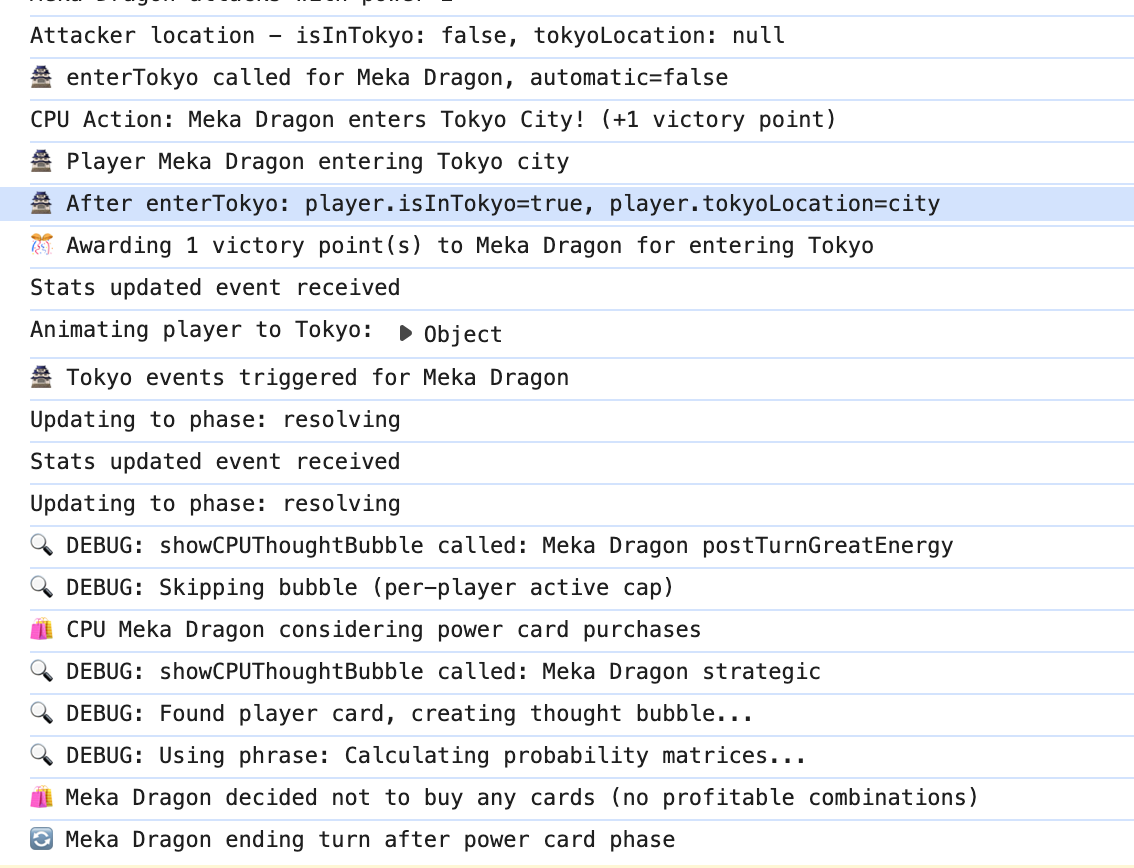 Attacker location – isInTokyo: false, tokyoLocation: null
🏯 enterTokyo called for Meka Dragon, automatic=false
CPU Action: Meka Dragon enters Tokyo City! (+1 victory point)
🏯 Player Meka Dragon entering Tokyo city
🏯 After enterTokyo: player.isInTokyo=true, player.tokyoLocation=city
🎊 Awarding 1 victory point(s) to Meka Dragon for entering Tokyo
Stats updated event received
Animating player to Tokyo: ▶ Object
🏯 Tokyo events triggered for Meka Dragon
Updating to phase: resolving
Stats updated event received
Updating to phase: resolving
🔍 DEBUG: showCPUThoughtBubble called: Meka Dragon postTurnGreatEnergy
🔍 DEBUG: Skipping bubble (per–player active cap)
🛍️ CPU Meka Dragon considering power card purchases
🔍 DEBUG: showCPUThoughtBubble called: Meka Dragon strategic
🔍 DEBUG: Found player card, creating thought bubble...
🔍 DEBUG: Using phrase: Calculating probability matrices...
🛍️ Meka Dragon decided not to buy any cards (no profitable combinations)
🔄 Meka Dragon ending turn after power card phase